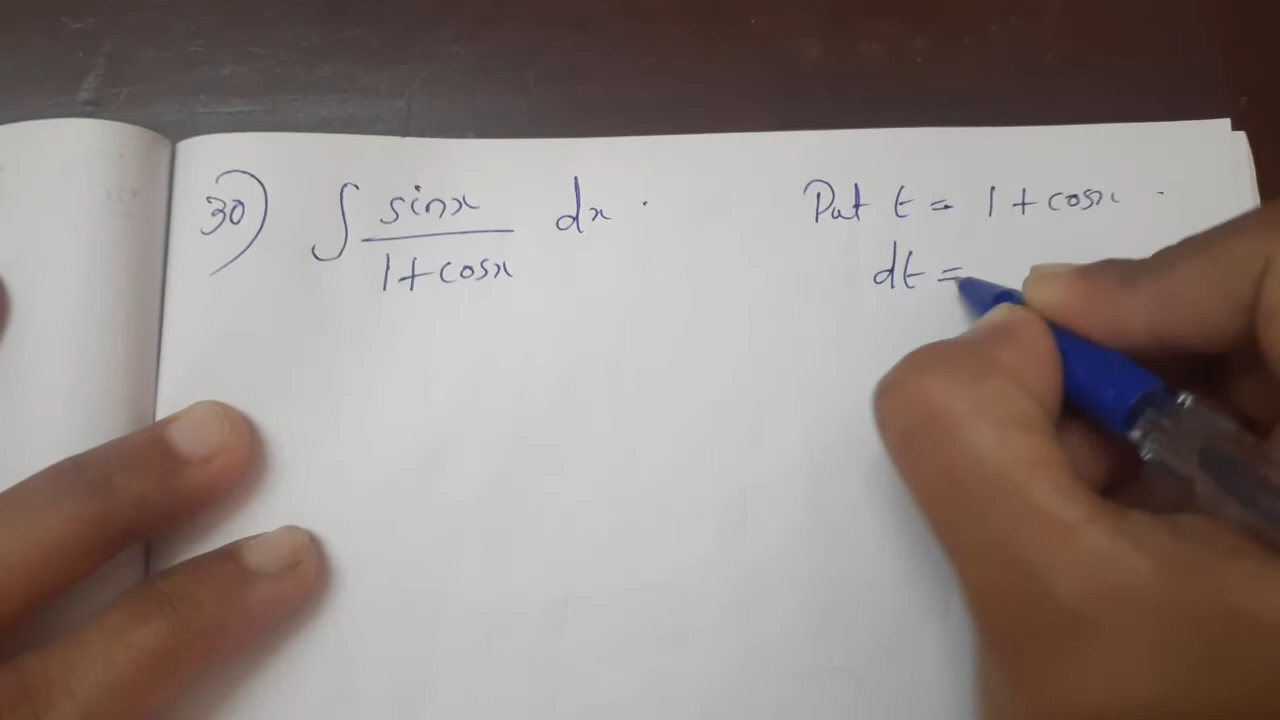 30) ∫ sinx / 1+cosx dx .
Put t = 1 + cosx .
dt =